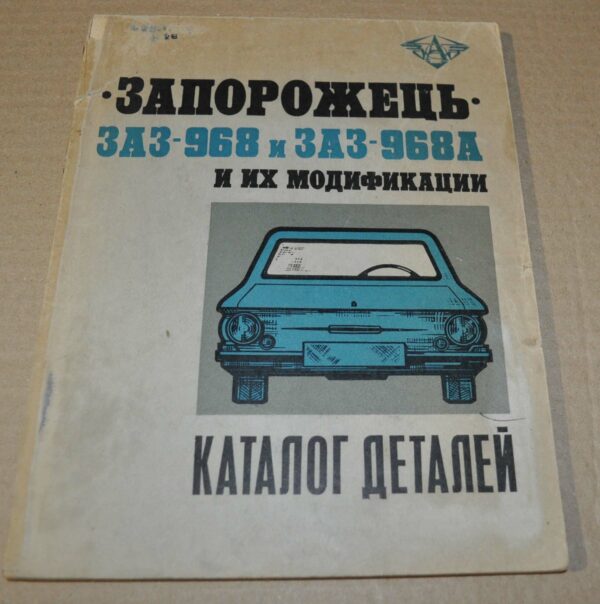 ·ЗАПОРОЖЕЦЬ·
ЗАЗ-968 и ЗАЗ-968А
И ИХ МОДИФИКАЦИИ
КАТАЛОГ ДЕТАЛЕЙ